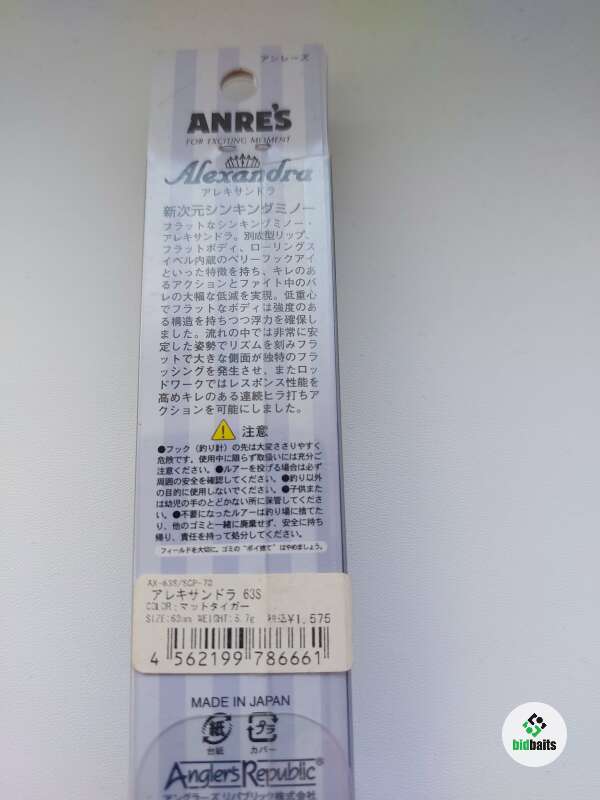 アンレーズ
ANRE'S
FOR EXCITING MOMENT
Alexandra
アレキサンドラ
新次元シンキングミノー
フラットなシンキングミノー・
アレキサンドラ。別成型リップ、
フラットボディ、ローリングス
イベル内蔵のベリーフックアイ
といった特徴を持ち、キレのあ
るアクションとファイト中のバ
レの大幅な低減を実現。低重心
でフラットなボディは強度のあ
る構造を持ちつつ浮力を確保し
ました。流れの中では非常に安
定した姿勢でリズムを刻みフラ
ットで大きな側面が独特のフラ
ッシングを発生させ、またロッ
ドワークではレスポンス性能を
高めキレのある連続ヒラ打ちア
クションを可能にしました。
注意
●フック（釣り針）の先は大変ささりやすく
危険です。使用中に限らず取扱いには充分ご
注意ください。●ルアーを投げる場合は必ず
周囲の安全を確認してください。●釣り以外
の目的に使用しないでください。●子供また
は幼児の手のとどかない所に保管してくださ
い。●不要になったルアーは釣り場に捨てた
り、他のゴミと一緒に廃棄せず、安全に持ち
帰り、責任を持って処分してください。
フィールドを大切に。ゴミの"ポイ捨て"はやめましょう。
AX-63S/SGP-70
アレキサンドラ 63S
COLOR:マットタイガー
SIZE:63mm WEIGHT:5.7g 税込¥1,575
4 562199 786661
MADE IN JAPAN
紙 プラ
台紙 カバー
Anglers Republic
アングラーズ リパブリック株式会社
bidbaits